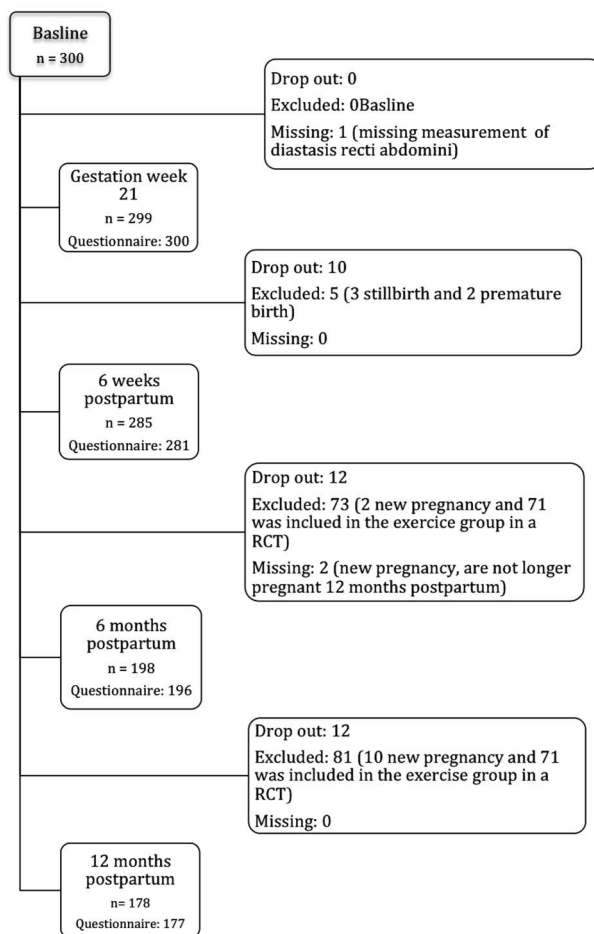 Basline
n = 300
Drop out: 0
Excluded: 0Basline
Missing: 1 (missing measurement of
diastasis recti abdomini)
Gestation week
21
n = 299
Questionnaire: 300
Drop out: 10
Excluded: 5 (3 stillbirth and 2 premature
birth)
Missing: 0
6 weeks
postpartum
n = 285
Questionnaire: 281
Drop out: 12
Excluded: 73 (2 new pregnancy and 71
was inclued in the exercice group in a
RCT)
Missing: 2 (new pregnancy, are not longer
pregnant 12 months postpartum)
6 months
postpartum
n = 198
Questionnaire: 196
Drop out: 12
Excluded: 81 (10 new pregnancy and 71
was included in the exercise group in a
RCT)
Missing: 0
12 months
postpartum
n= 178
Questionnaire: 177